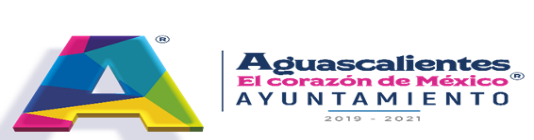 A®
Aguascalientes
El corazón de México®
AYUNTAMIENTO
2019 - 2021